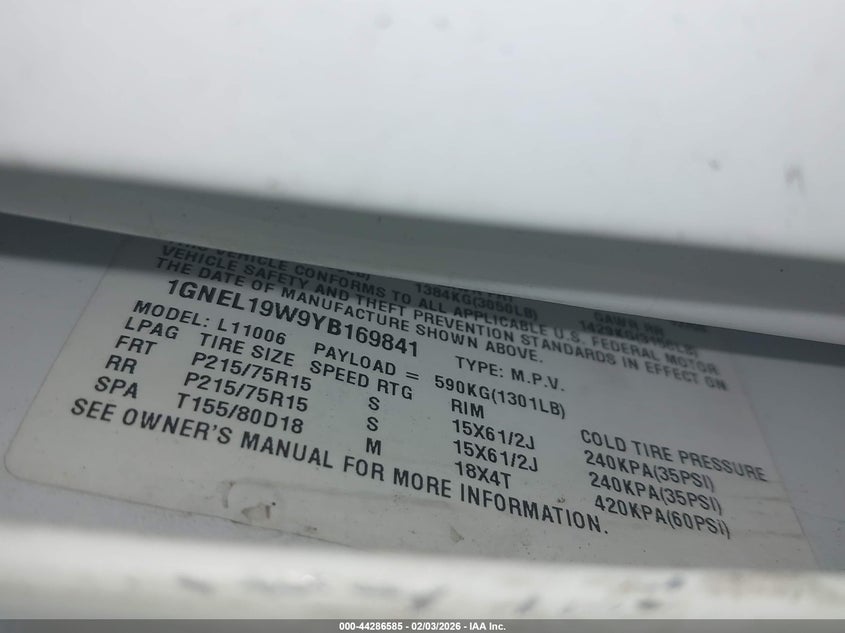 1384KG(3050LB) GAWR RR
VEHICLE CONFORMS TO ALL APPLICABLE U.S. FEDERAL MOTOR
VEHICLE SAFETY AND THEFT PREVENTION STANDARDS IN EFFECT ON
THE DATE OF MANUFACTURE SHOWN ABOVE.
1GNEL19W9YB169841 TYPE: M.P.V.
MODEL: L11006 PAYLOAD = 590KG(1301LB)
LPAG TIRE SIZE SPEED RTG RIM COLD TIRE PRESSURE
FRT P215/75R15 S 15X61/2J 240KPA(35PSI)
RR P215/75R15 S 15X61/2J 240KPA(35PSI)
SPA T155/80D18 M 18X4T 420KPA(60PSI)
SEE OWNER'S MANUAL FOR MORE INFORMATION.
000-44286585 - 02/03/2026 - IAA Inc.